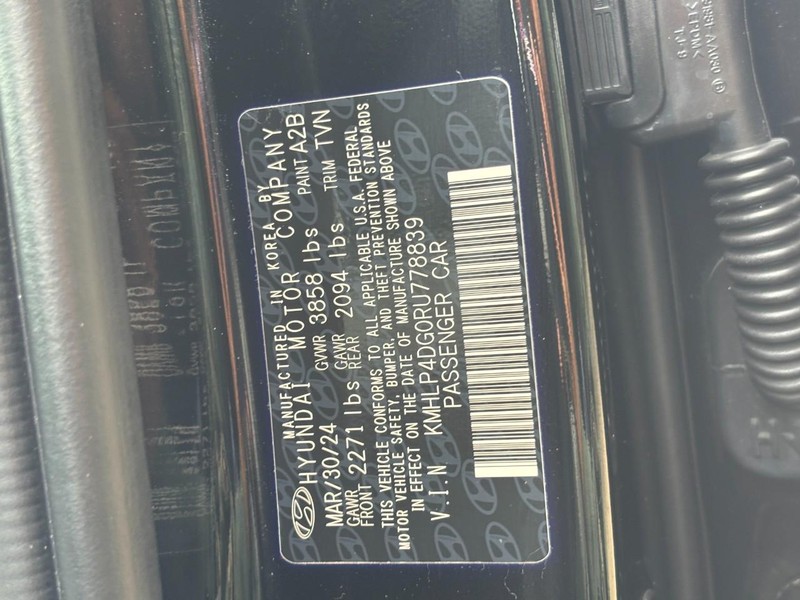 MANUFACTURED IN KOREA BY
HYUNDAI MOTOR COMPANY
MAR/30/24 GVWR 3858 lbs PAINT A2B
GAWR FRONT 2271 lbs GAWR REAR 2094 lbs TRIM TVN
THIS VEHICLE CONFORMS TO ALL APPLICABLE U.S.A. FEDERAL
MOTOR VEHICLE SAFETY, BUMPER, AND THEFT PREVENTION STANDARDS
IN EFFECT ON THE DATE OF MANUFACTURE SHOWN ABOVE
V.I.N KMHLP4DG0RU778839
PASSENGER CAR